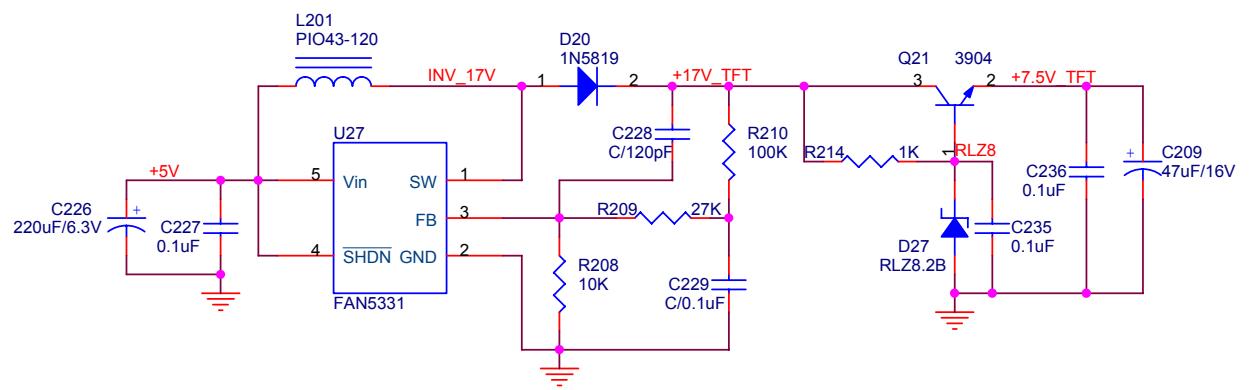 L201
PIO43-120
INV_17V
D20
1N5819
1
2
+17V_TFT
Q21
3904
3
2
+7.5V_TFT
U27
C228
C/120pF
R210
100K
R214
1K
1
RLZ8
C236
0.1uF
C209
47uF/16V
+
+5V
5
Vin
SW
1
C226
220uF/6.3V
+
C227
0.1uF
FB
3
R209
27K
4
SHDN
GND
2
R208
10K
C229
C/0.1uF
D27
RLZ8.2B
C235
0.1uF
FAN5331